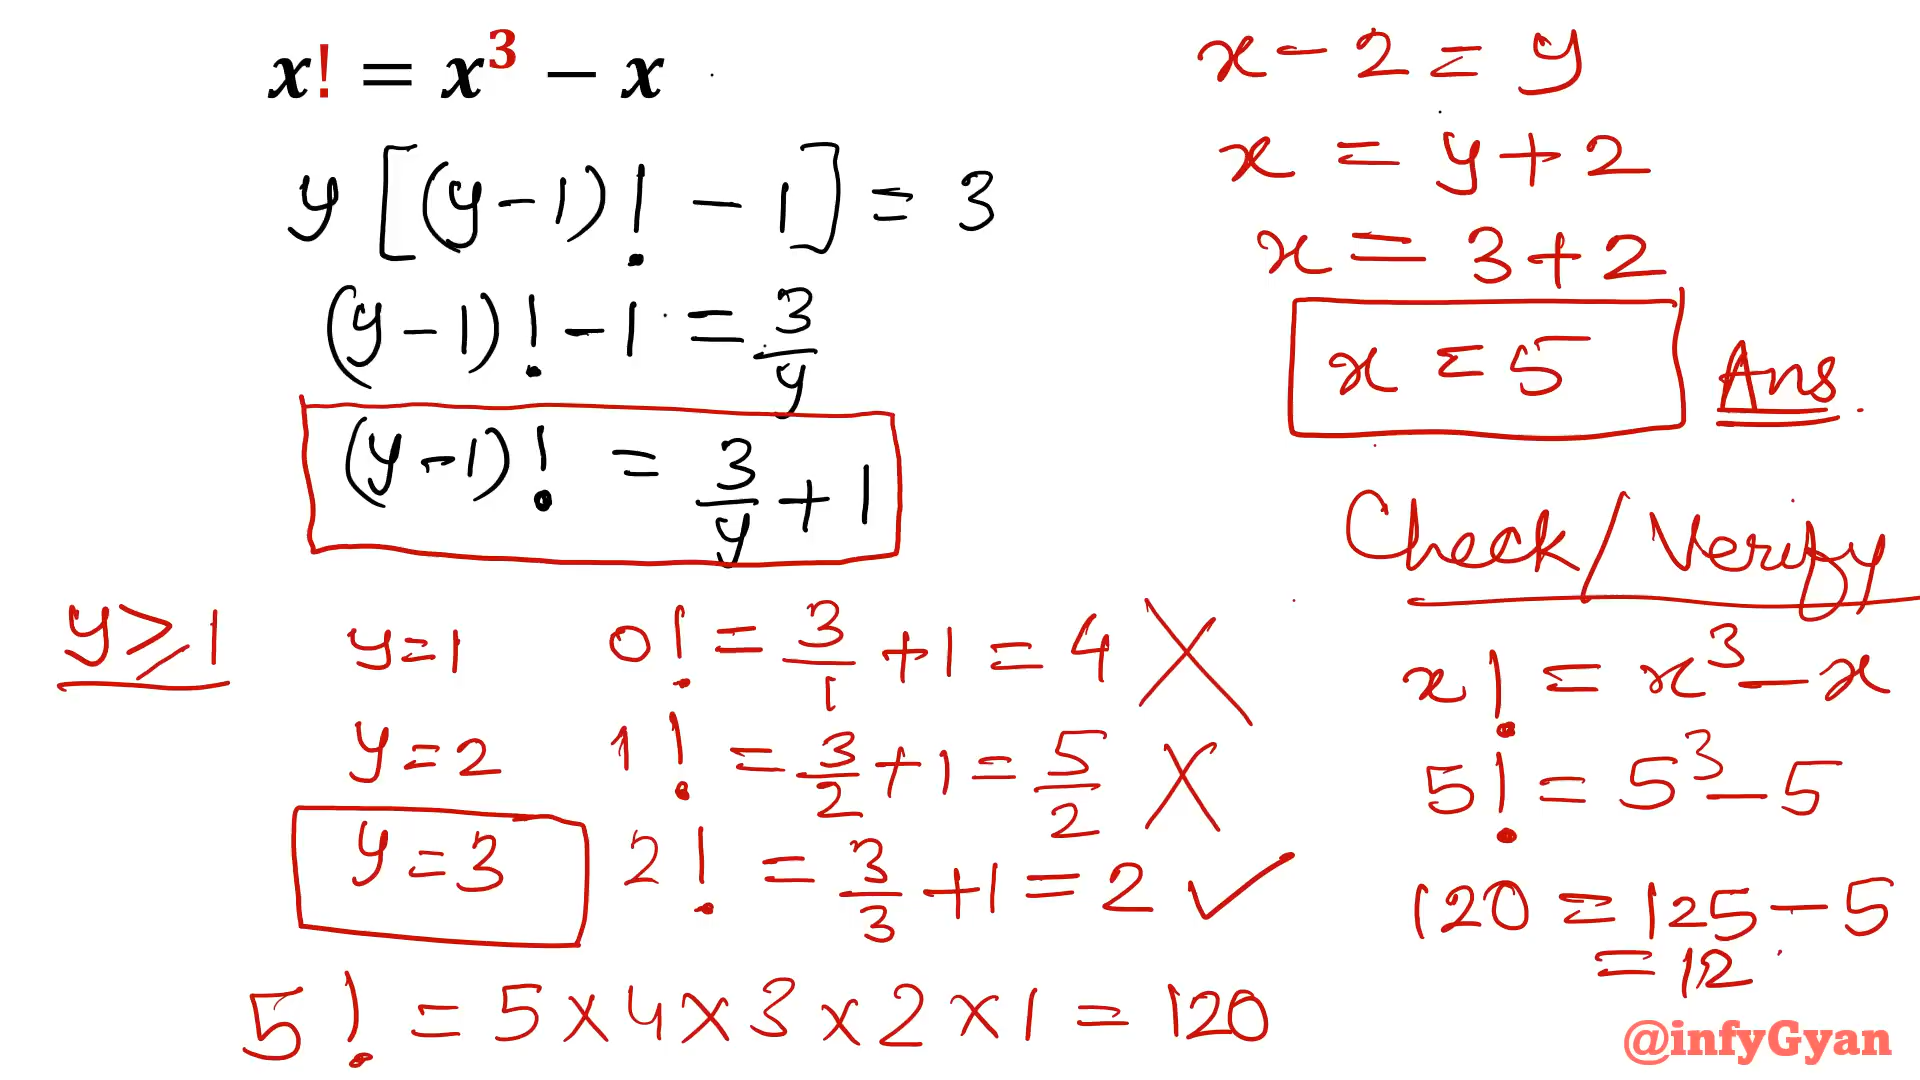 x! = x³ − x
y[(y-1)! - 1] = 3
(y-1)! - 1 = 3/y
(y-1)! = 3/y + 1
y ≥ 1
y=1 0! = 3/1 + 1 = 4 ✗
y=2 1! = 3/2 + 1 = 5/2 ✗
y=3 2! = 3/3 + 1 = 2 ✓
5! = 5 × 4 × 3 × 2 × 1 = 120
x - 2 = y
x = y + 2
x = 3 + 2
x = 5 Ans
Check/Verify
x! = x³ - x
5! = 5³ - 5
120 = 125 - 5
= 12
@infyGyan